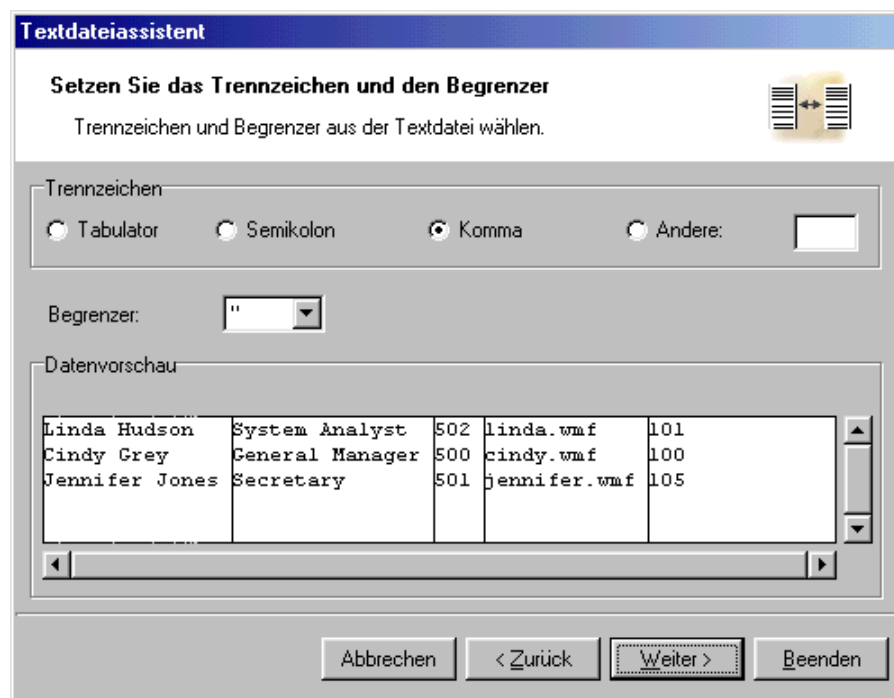 Textdateiassistent
Setzen Sie das Trennzeichen und den Begrenzer
Trennzeichen und Begrenzer aus der Textdatei wählen.
Trennzeichen
Tabulator Semikolon Komma Andere:
Begrenzer: "
Datenvorschau
Linda Hudson System Analyst 502 linda.wmf 101
Cindy Grey General Manager 500 cindy.wmf 100
Jennifer Jones Secretary 501 jennifer.wmf 105
Abbrechen < Zurück Weiter > Beenden